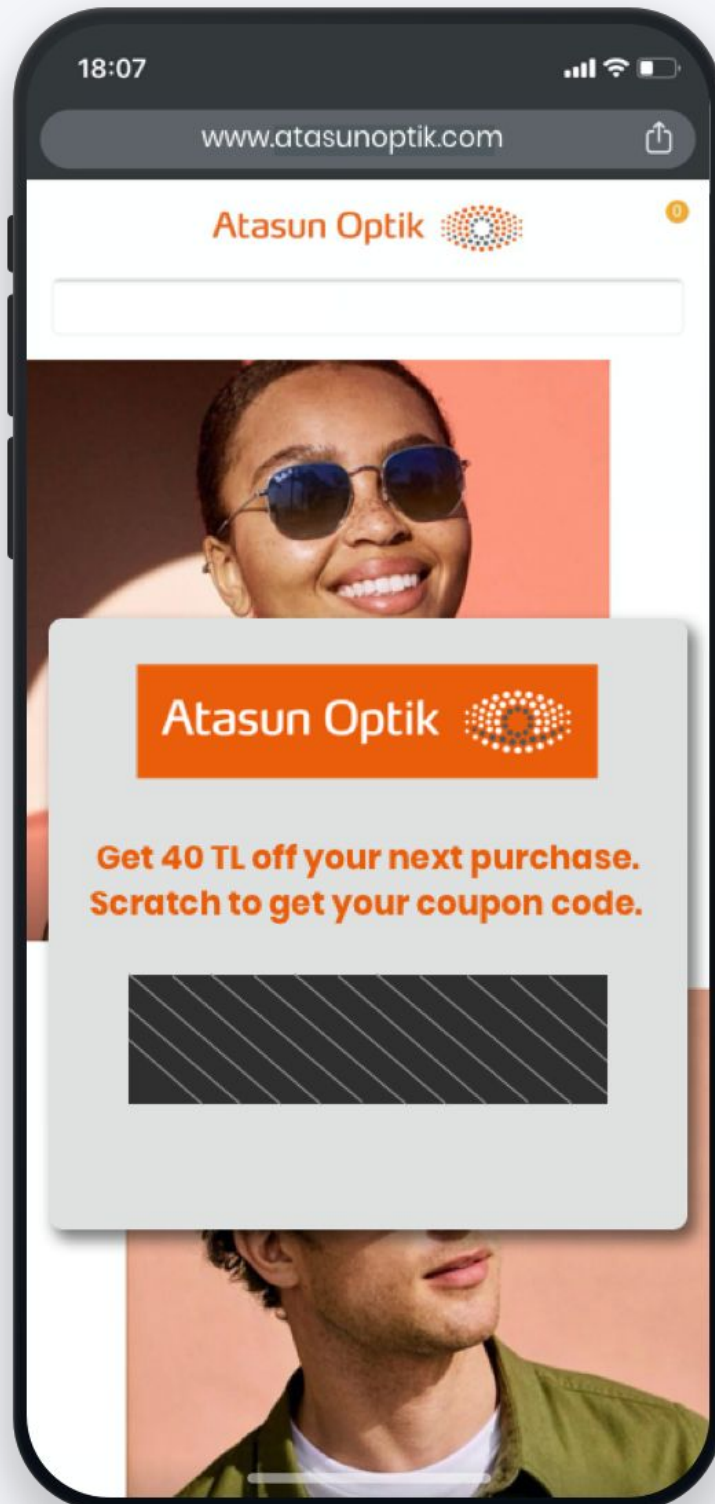 18:07
www.atasunoptik.com
Atasun Optik
0
Atasun Optik
Get 40 TL off your next purchase.
Scratch to get your coupon code.